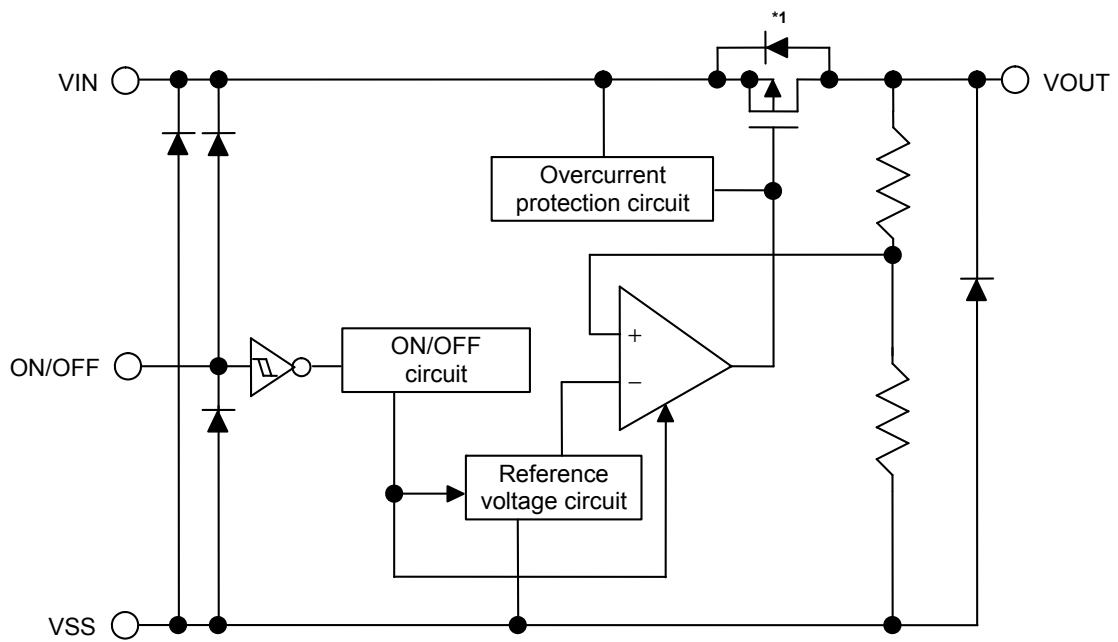 *1
VIN
VOUT
Overcurrent
protection circuit
+
−
ON/OFF
ON/OFF
circuit
Reference
voltage circuit
VSS